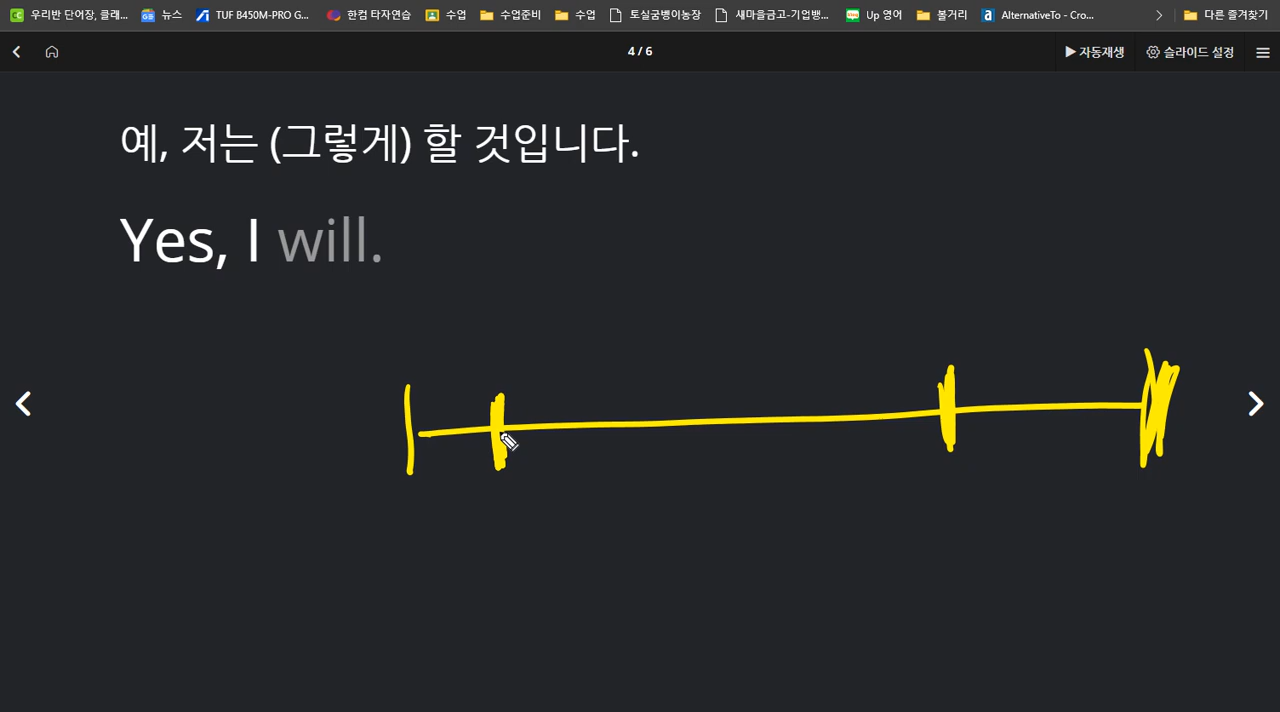 우리반 단어장, 클래... 뉴스 TUF B450M-PRO G... 한컴 타자연습 수업 수업준비 수업 토실굼벵이농장 새마을금고-기업뱅... Up 영어 볼거리 AlternativeTo - Cro... 다른 즐겨찾기
4 / 6 자동재생 슬라이드 설정
예, 저는 (그렇게) 할 것입니다.
Yes, I will.